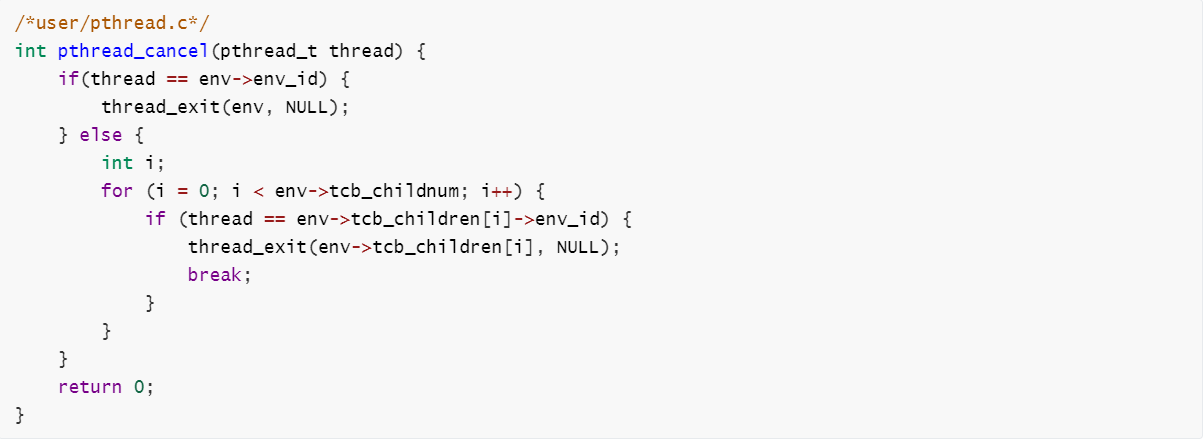 /*user/pthread.c*/
int pthread_cancel(pthread_t thread) {
    if(thread == env->env_id) {
        thread_exit(env, NULL);
    } else {
        int i;
        for (i = 0; i < env->tcb_childnum; i++) {
            if (thread == env->tcb_children[i]->env_id) {
                thread_exit(env->tcb_children[i], NULL);
                break;
            }
        }
    }
    return 0;
}